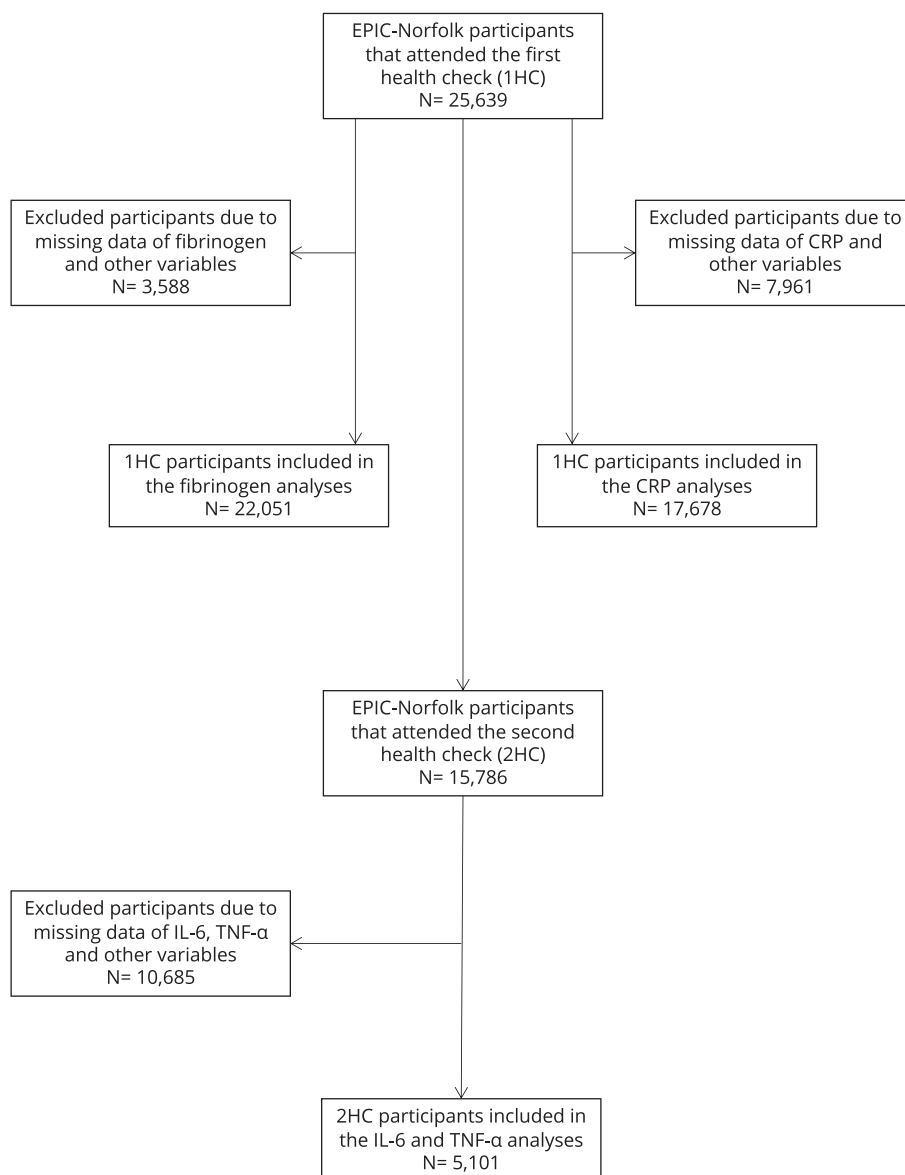 EPIC-Norfolk participants
that attended the first
health check (1HC)
N= 25,639
Excluded participants due to
missing data of fibrinogen
and other variables
N= 3,588
Excluded participants due to
missing data of CRP and
other variables
N= 7,961
1HC participants included in
the fibrinogen analyses
N= 22,051
1HC participants included in
the CRP analyses
N= 17,678
EPIC-Norfolk participants
that attended the second
health check (2HC)
N= 15,786
Excluded participants due to
missing data of IL-6, TNF-α
and other variables
N= 10,685
2HC participants included in
the IL-6 and TNF-α analyses
N= 5,101